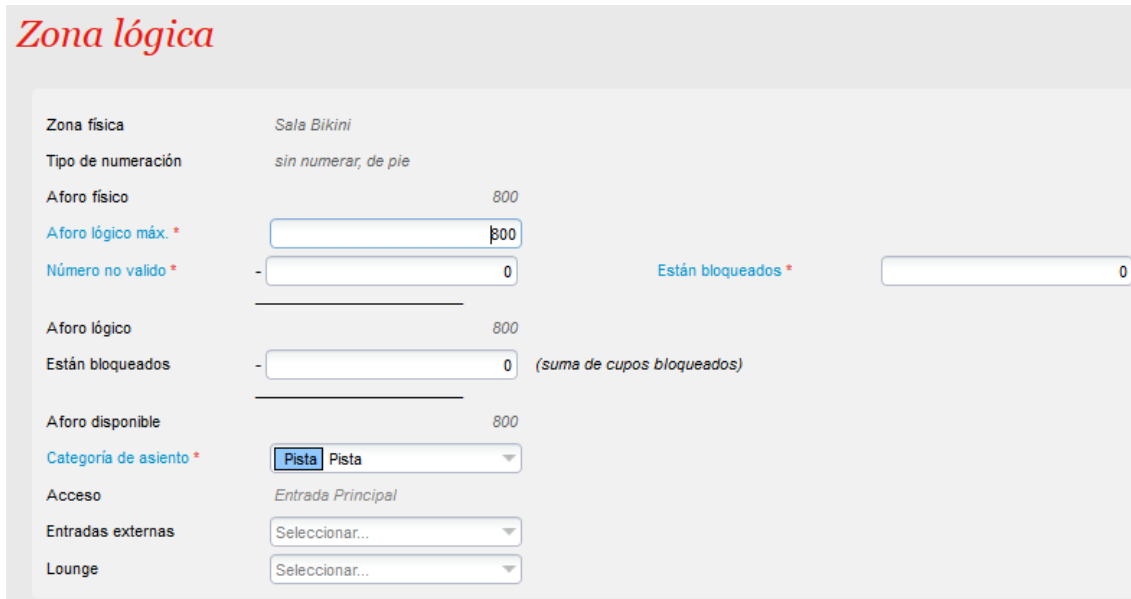 Zona lógica
Zona física Sala Bikini
Tipo de numeración sin numerar, de pie
Aforo físico 800
Aforo lógico máx. * 800
Número no valido * - 0 Están bloqueados * 0
Aforo lógico 800
Están bloqueados - 0 (suma de cupos bloqueados)
Aforo disponible 800
Categoría de asiento * Pista Pista
Acceso Entrada Principal
Entradas externas Seleccionar...
Lounge Seleccionar...